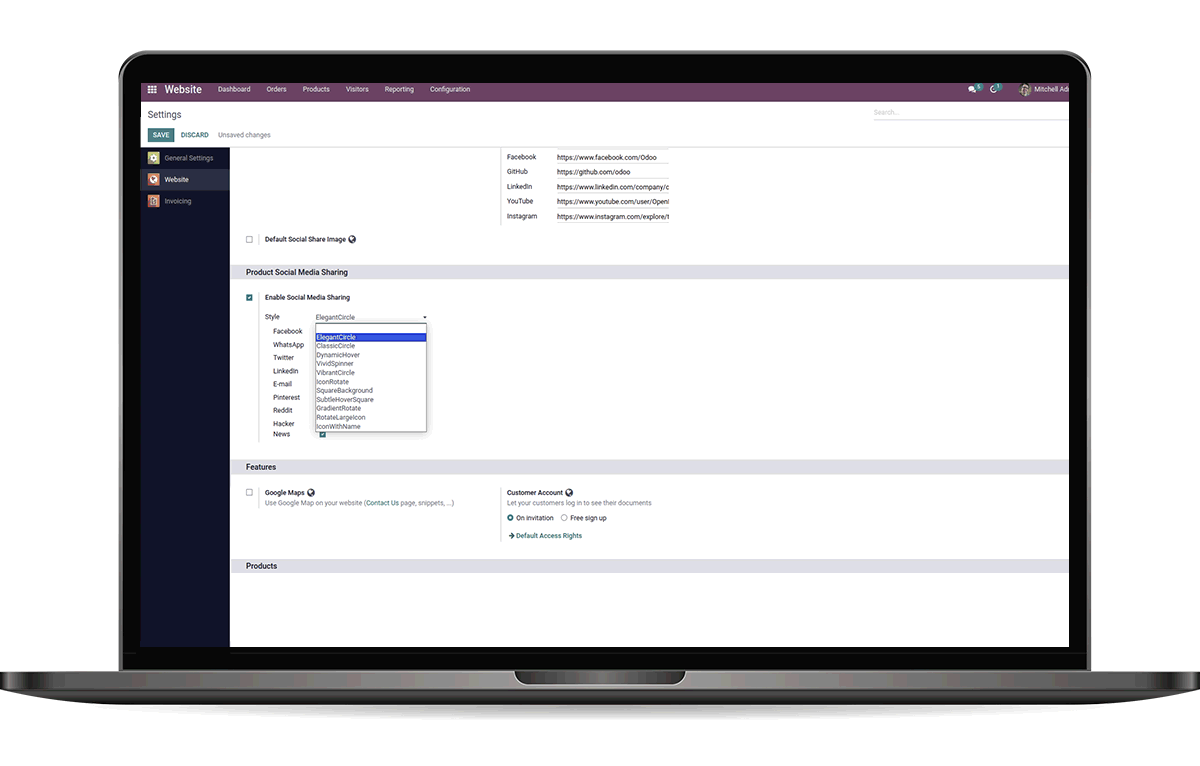 Website Dashboard Orders Products Visitors Reporting Configuration 5 1 Mitchell Ad
Settings
Search...
SAVE DISCARD Unsaved changes
General Settings
Website
Invoicing
Facebook https://www.facebook.com/Odoo
GitHub https://github.com/odoo
LinkedIn https://www.linkedin.com/company/c
YouTube https://www.youtube.com/user/Openl
Instagram https://www.instagram.com/explore/t
Default Social Share Image
Product Social Media Sharing
Enable Social Media Sharing
Style ElegantCircle
Facebook
WhatsApp
Twitter
LinkedIn
E-mail
Pinterest
Reddit
Hacker
News
ElegantCircle
ClassicCircle
DynamicHover
VividSpinner
VibrantCircle
IconRotate
SquareBackground
SubtleHoverSquare
GradientRotate
RotateLargeIcon
IconWithName
Features
Google Maps
Use Google Map on your website (Contact Us page, snippets, ...)
Customer Account
Let your customers log in to see their documents
On invitation Free sign up
Default Access Rights
Products